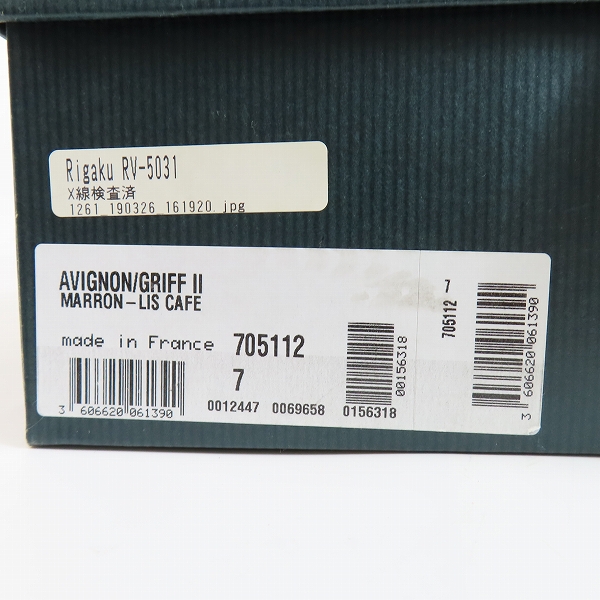 Rigaku RV-5031
X線検査済
1261 190326 161920 jpg
AVIGNON/GRIFF II
MARRON-LIS CAFE
made in France 705112
7
3 606620 061390
0012447 0069658 0156318
00156318
7
705112
3 606620 061390